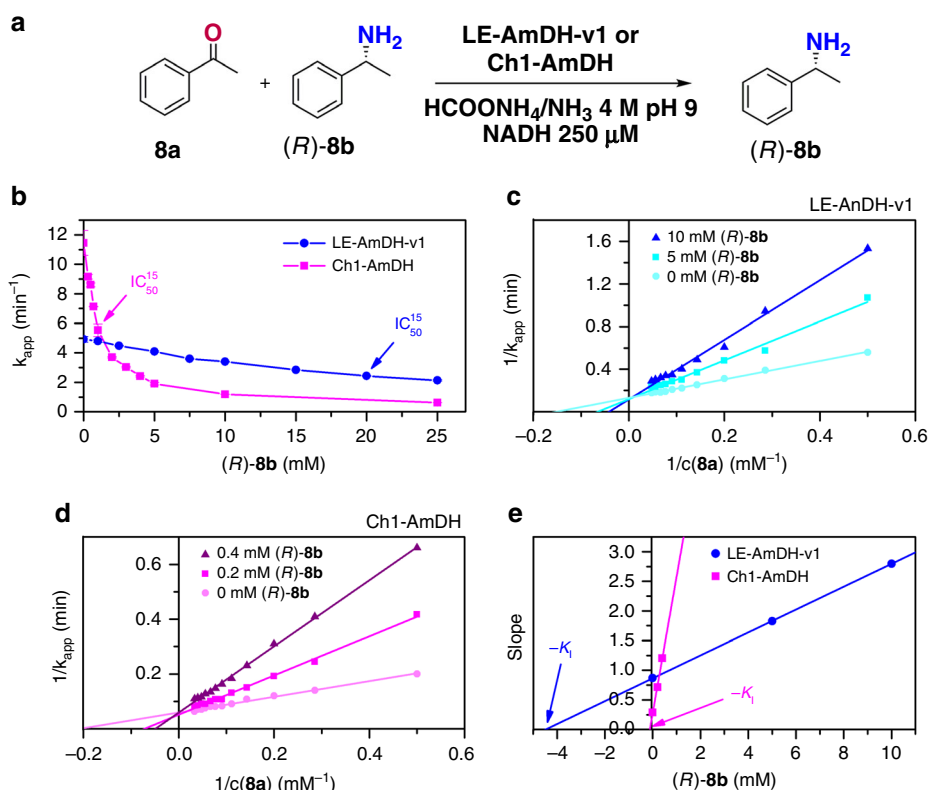 a
O
NH2
+
8a
(R)-8b
LE-AmDH-v1 or
Ch1-AmDH
HCOONH4/NH3 4 M pH 9
NADH 250 μM
NH2
(R)-8b
b
kapp (min−1)
12
10
8
6
4
2
0
LE-AmDH-v1
Ch1-AmDH
IC15 50
IC15 50
0 5 10 15 20 25
(R)-8b (mM)
c
LE-AnDH-v1
1/kapp (min)
1.6
1.2
0.8
0.4
10 mM (R)-8b
5 mM (R)-8b
0 mM (R)-8b
−0.2 0.0 0.2 0.4 0.6
1/c(8a) (mM−1)
d
Ch1-AmDH
1/kapp (min)
0.6
0.4
0.2
0.4 mM (R)-8b
0.2 mM (R)-8b
0 mM (R)-8b
−0.2 0.0 0.2 0.4 0.6
1/c(8a) (mM−1)
e
Slope
3.0
2.5
2.0
1.5
1.0
0.5
0.0
LE-AmDH-v1
Ch1-AmDH
−KI
−KI
−4 −2 0 2 4 6 8 10
(R)-8b (mM)